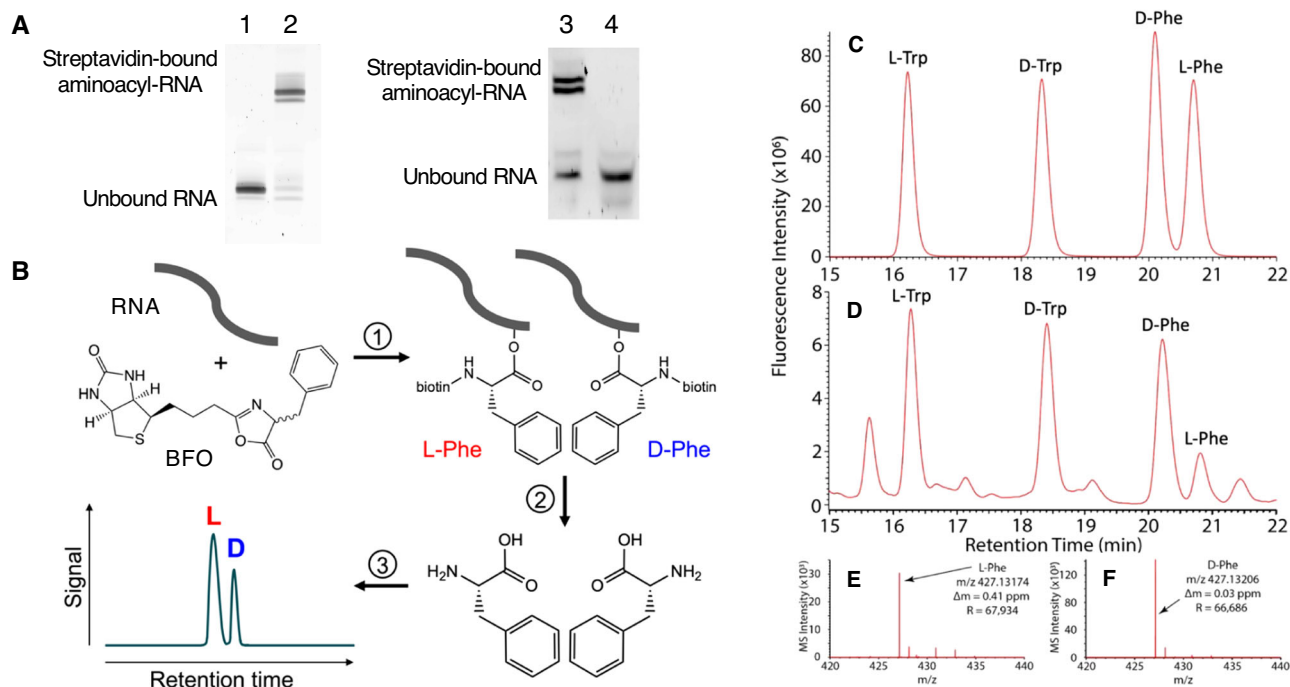 A
1 2
Streptavidin-bound
aminoacyl-RNA
Unbound RNA
3 4
Streptavidin-bound
aminoacyl-RNA
Unbound RNA
B
RNA
+
O
HN
NH
H
H
S
N
O
O
BFO
1
O
H
N
biotin
O
L-Phe
O
H
N
biotin
O
D-Phe
2
OH
H₂N
O
OH
NH₂
O
3
Signal
L
D
Retention time
C
Fluorescence Intensity (x10⁶)
80
60
40
20
0
L-Trp
D-Trp
D-Phe
L-Phe
15 16 17 18 19 20 21 22
D
8
6
4
2
0
L-Trp
D-Trp
D-Phe
L-Phe
15 16 17 18 19 20 21 22
Retention Time (min)
E
MS Intensity (x10³)
30
20
10
0
L-Phe
m/z 427.13174
Δm = 0.41 ppm
R = 67,934
420 425 430 435 440
m/z
F
MS Intensity (x10³)
120
80
40
0
D-Phe
m/z 427.13206
Δm = 0.03 ppm
R = 66,686
420 425 430 435 440
m/z